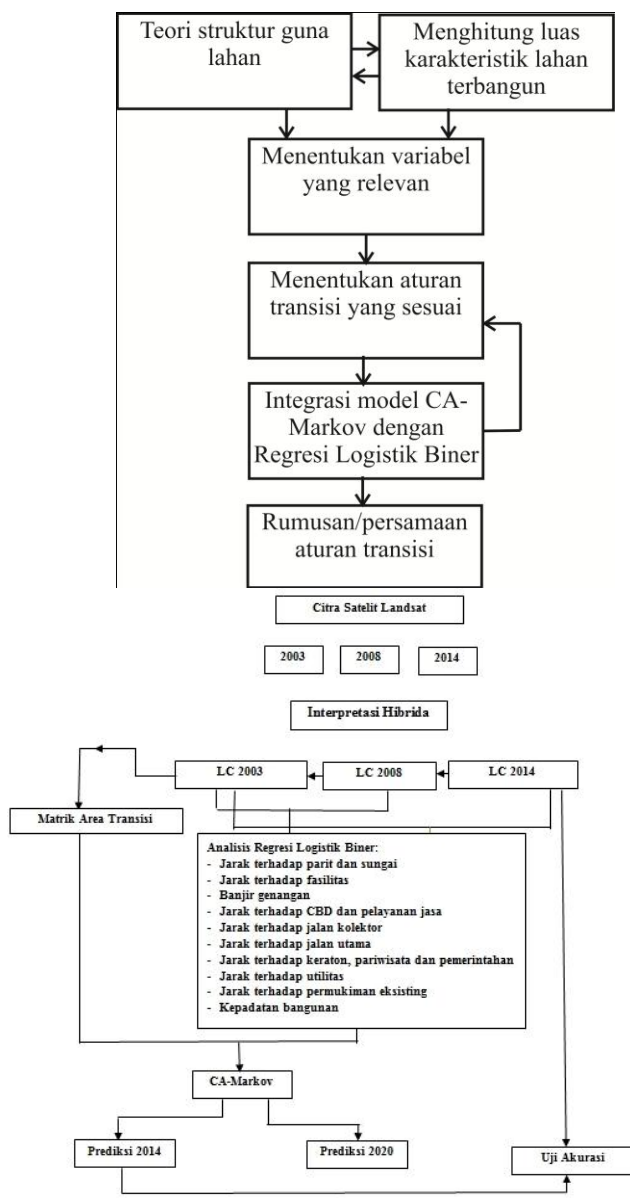 Teori struktur guna
lahan
Menghitung luas
karakteristik lahan
terbangun
Menentukan variabel
yang relevan
Menentukan aturan
transisi yang sesuai
Integrasi model CA-
Markov dengan
Regresi Logistik Biner
Rumusan/persamaan
aturan transisi
Citra Satelit Landsat
2003
2008
2014
Interpretasi Hibrida
LC 2003
LC 2008
LC 2014
Matrik Area Transisi
Analisis Regresi Logistik Biner:
- Jarak terhadap parit dan sungai
- Jarak terhadap fasilitas
- Banjir genangan
- Jarak terhadap CBD dan pelayanan jasa
- Jarak terhadap jalan kolektor
- Jarak terhadap jalan utama
- Jarak terhadap keraton, pariwisata dan pemerintahan
- Jarak terhadap utilitas
- Jarak terhadap permukiman eksisting
- Kepadatan bangunan
CA-Markov
Prediksi 2014
Prediksi 2020
Uji Akurasi